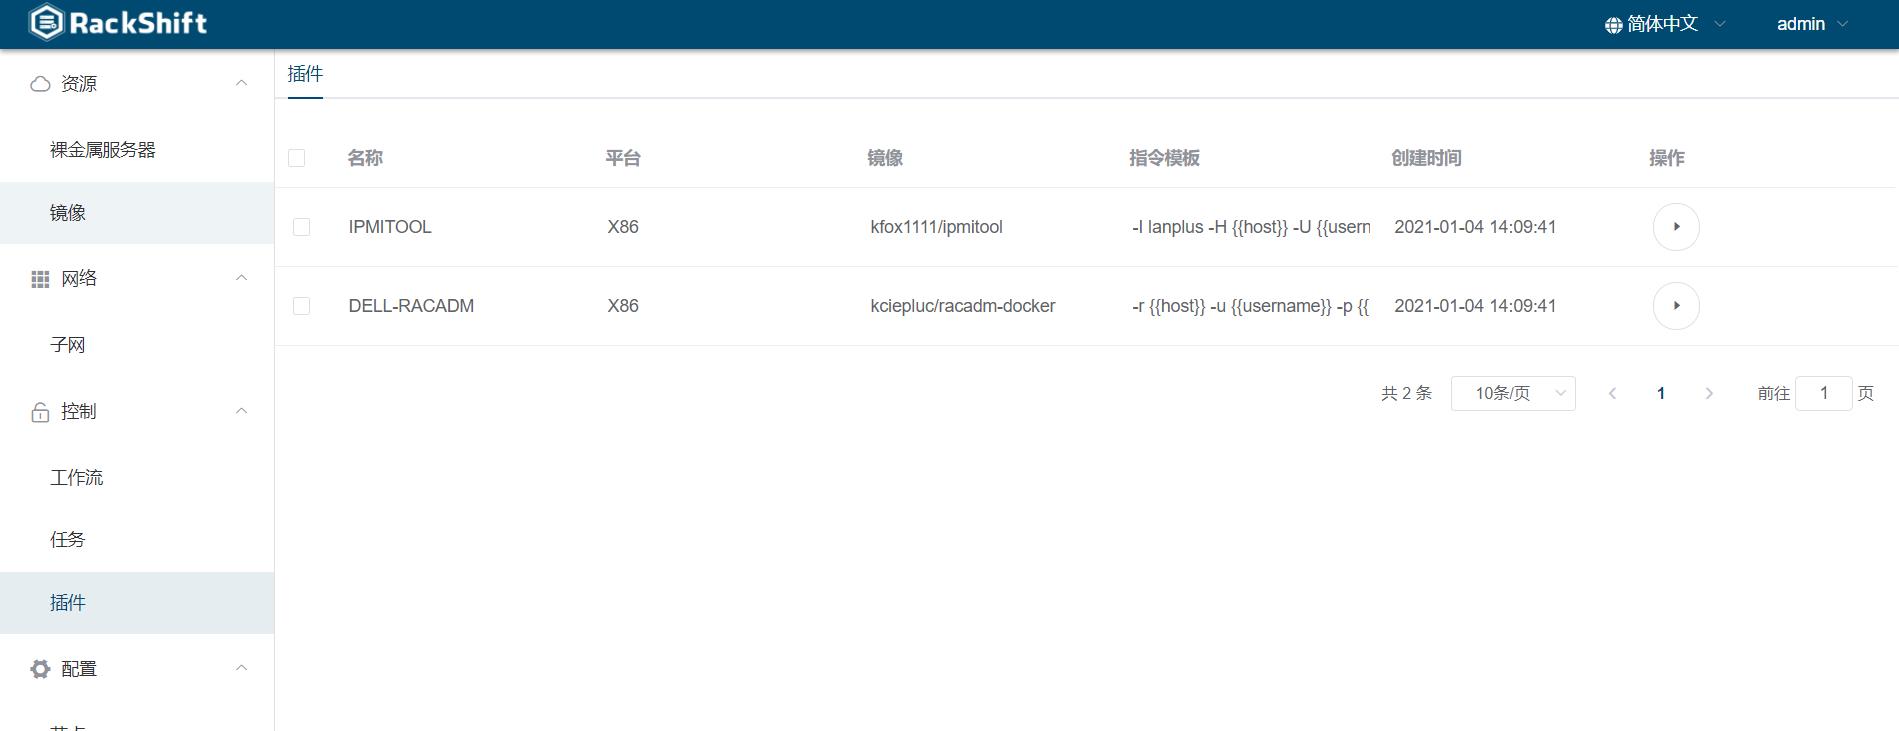 RackShift
简体中文
admin
资源
裸金属服务器
镜像
网络
子网
控制
工作流
任务
插件
配置
插件
名称 平台 镜像 指令模板 创建时间 操作
IPMITOOL X86 kfox1111/ipmitool -I lanplus -H {{host}} -U {{usern 2021-01-04 14:09:41
DELL-RACADM X86 kciepluc/racadm-docker -r {{host}} -u {{username}} -p {{ 2021-01-04 14:09:41
共 2 条 10条/页 1 前往 1 页